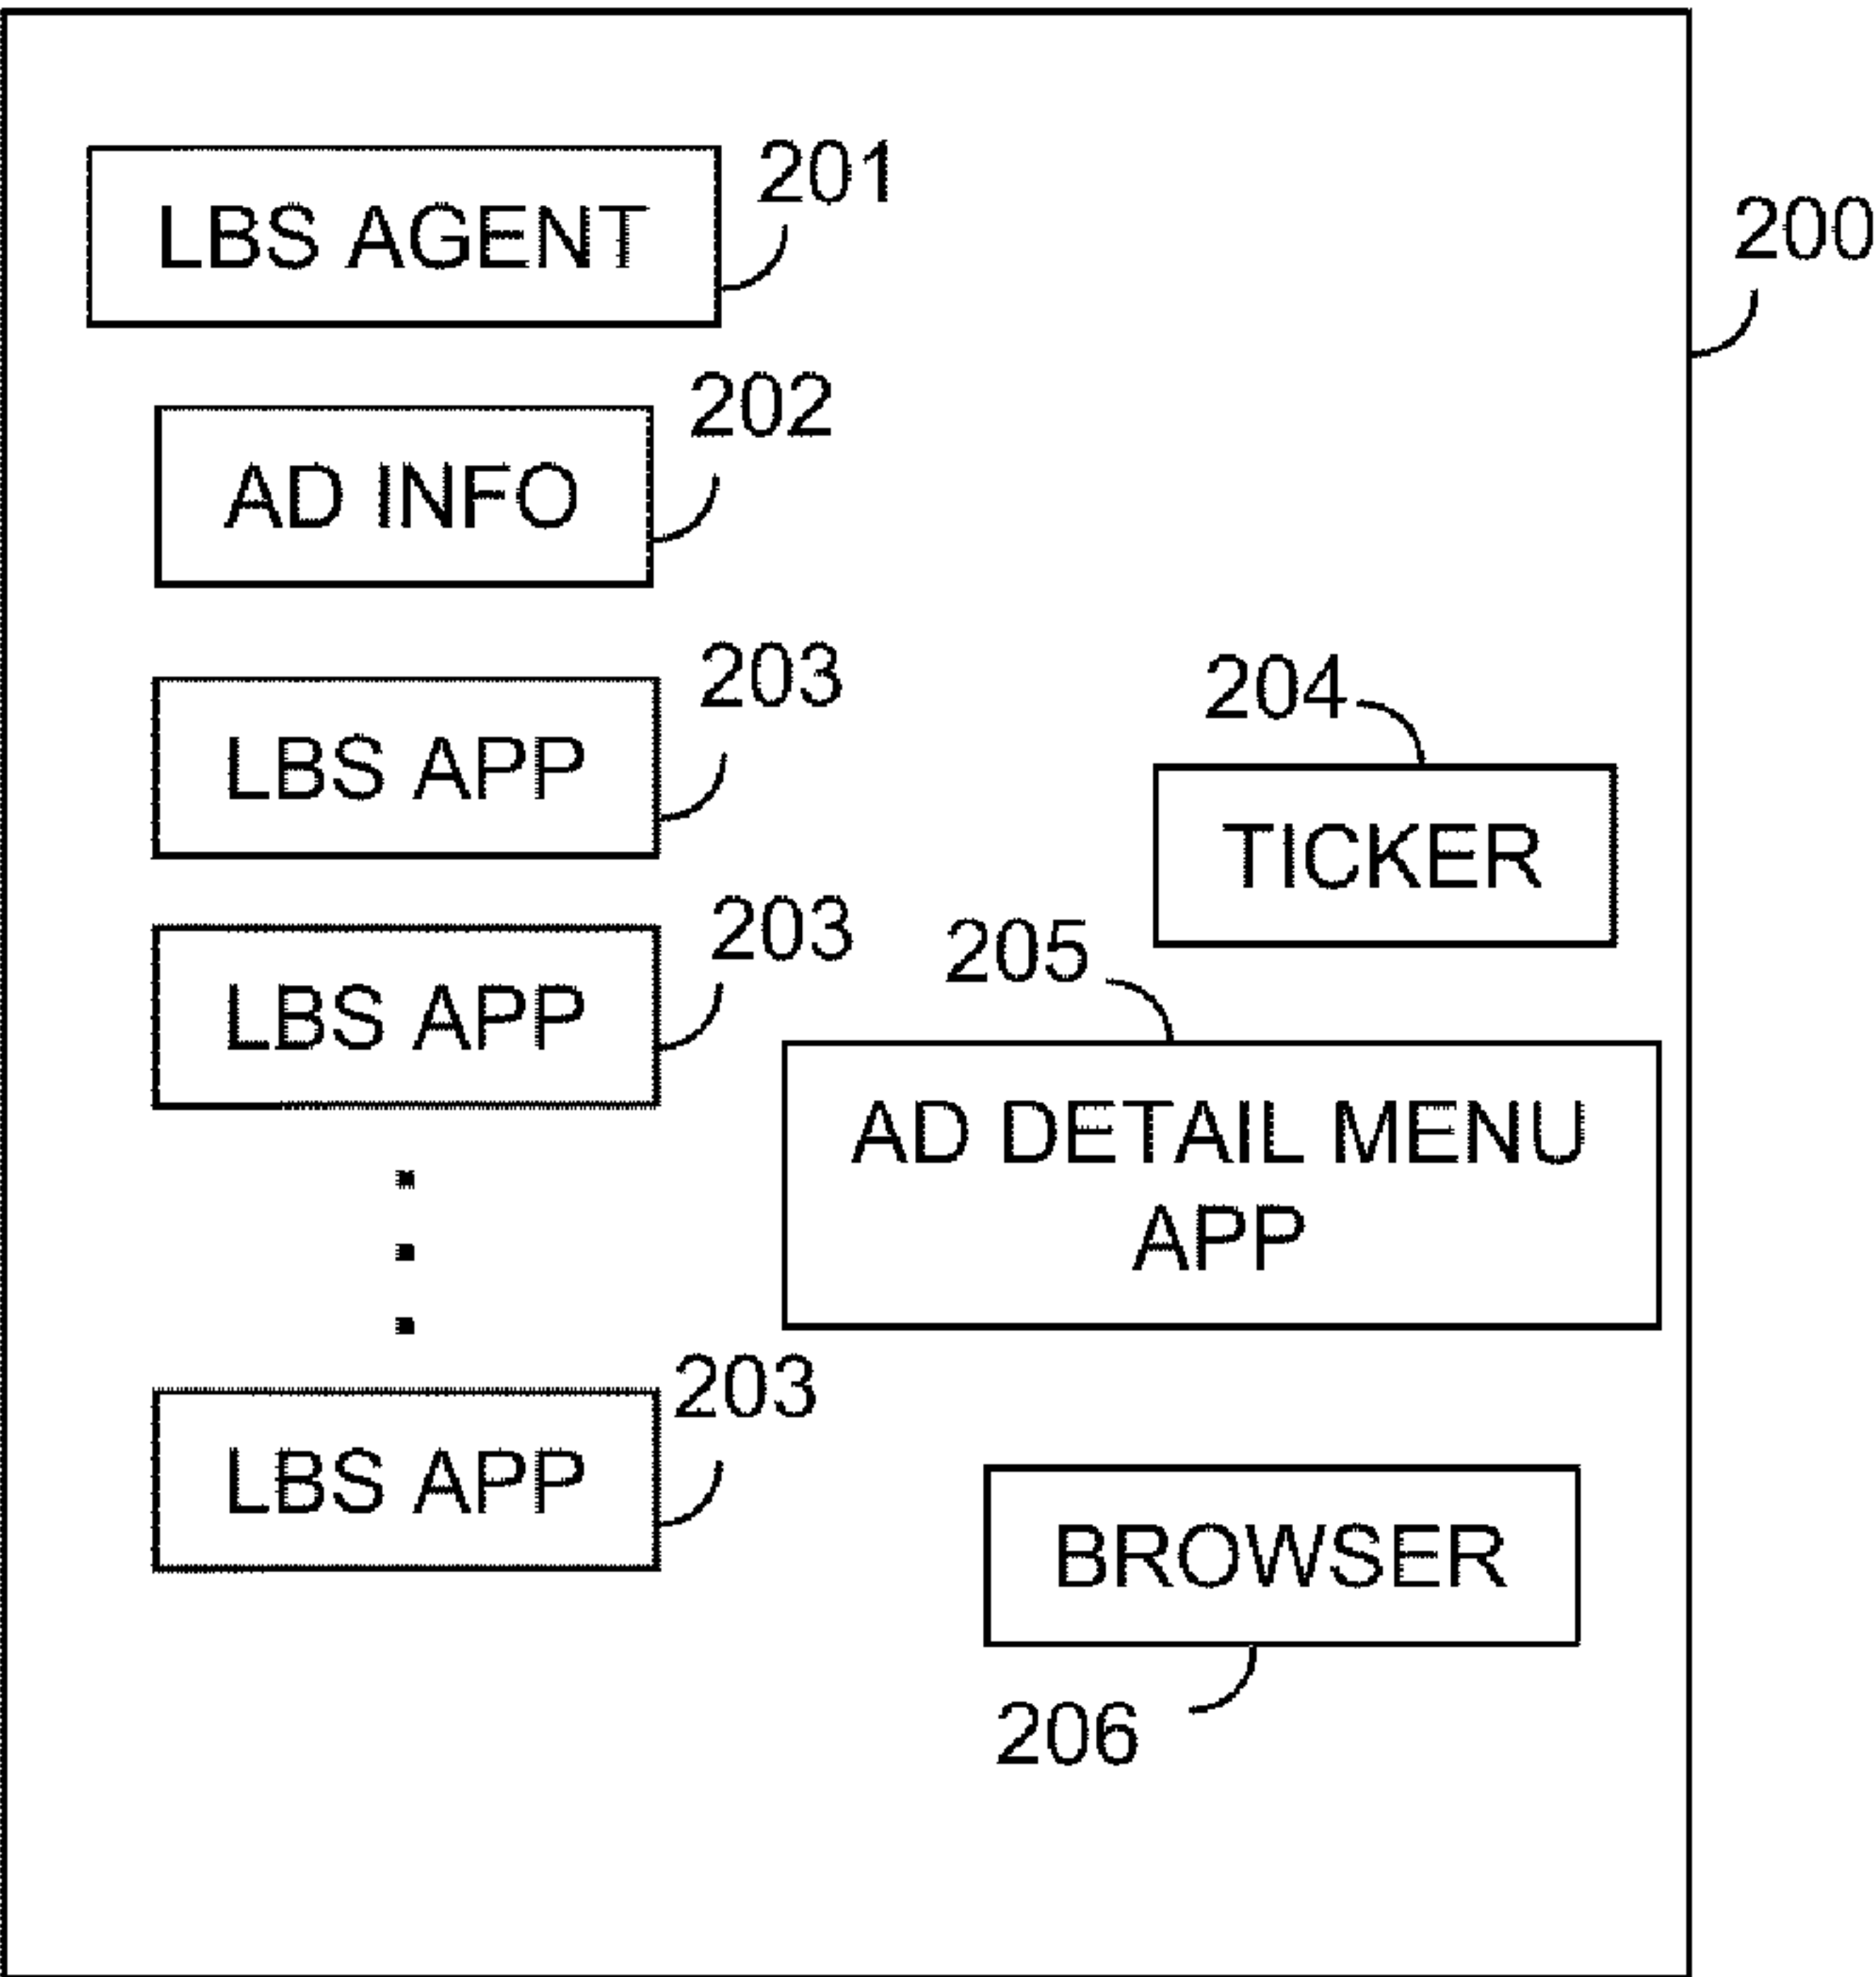 201
LBS AGENT
200
202
AD INFO
203
LBS APP
204
TICKER
203
LBS APP
205
AD DETAIL MENU
APP
203
LBS APP
BROWSER
206